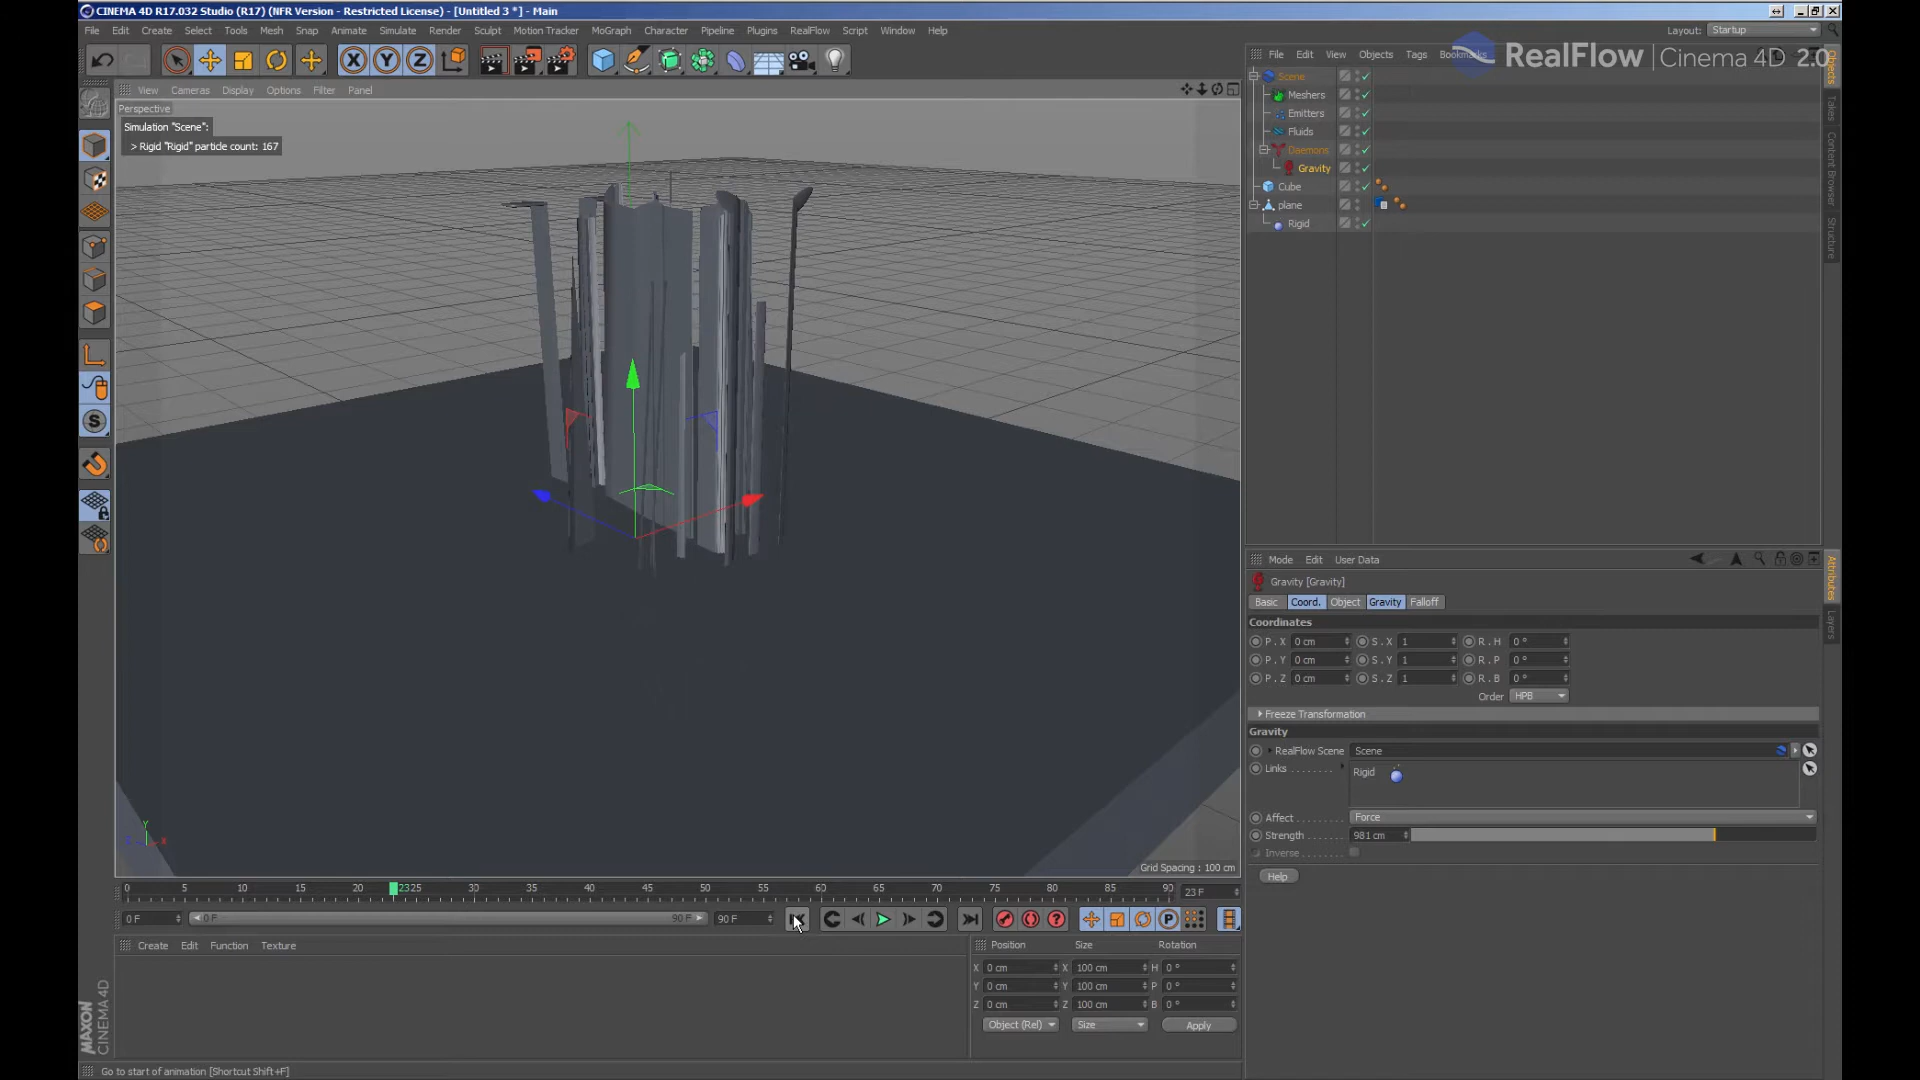 CINEMA 4D R17.032 Studio (R17) (NFR Version - Restricted License) - [Untitled 3 *] - Main
File Edit Create Select Tools Mesh Snap Animate Simulate Render Sculpt Motion Tracker MoGraph Character Pipeline Plugins RealFlow Script Window Help
Layout: Startup
X Y Z
File Edit View Objects Tags Bookmarks
RealFlow | Cinema 4D 2.0
View Cameras Display Options Filter Panel
Perspective
Simulation "Scene":
> Rigid "Rigid" particle count: 167
Scene
Meshers
Emitters
Fluids
Daemons
Gravity
Cube
plane
Rigid
Objects
Takes
Content Browser
Structure
Mode Edit User Data
Gravity [Gravity]
Basic Coord. Object Gravity Falloff
Coordinates
P . X 0 cm S . X 1 R . H 0 °
P . Y 0 cm S . Y 1 R . P 0 °
P . Z 0 cm S . Z 1 R . B 0 °
Order HPB
Freeze Transformation
Gravity
RealFlow Scene Scene
Links Rigid
Affect Force
Strength 981 cm
Inverse
Help
Attributes
Layers
Y
X
Grid Spacing : 100 cm
0 5 10 15 20 2325 30 35 40 45 50 55 60 65 70 75 80 85 90 23 F
0 F 0 F 90 F 90 F
P
Create Edit Function Texture
Position Size Rotation
X 0 cm X 100 cm H 0 °
Y 0 cm Y 100 cm P 0 °
Z 0 cm Z 100 cm B 0 °
Object (Rel) Size Apply
MAXON
CINEMA 4D
Go to start of animation [Shortcut Shift+F]